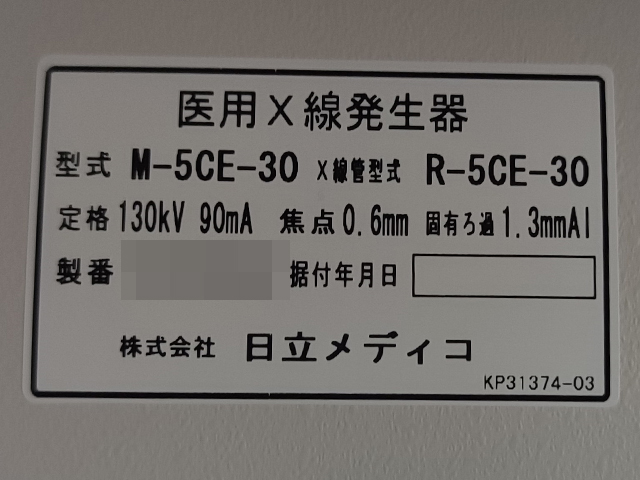 医用X線発生器
型式 M-5CE-30 X線管型式 R-5CE-30
定格 130kV 90mA 焦点 0.6mm 固有ろ過 1.3mmAl
製番 据付年月日
株式会社 日立メディコ
KP31374-03